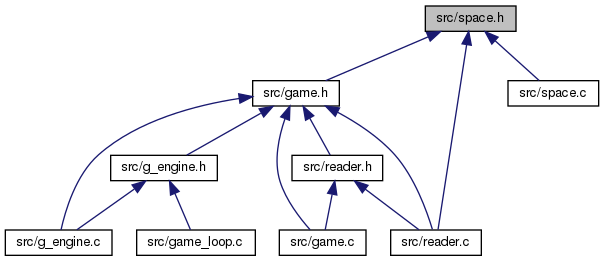 src/space.h
src/game.h
src/space.c
src/g_engine.h
src/reader.h
src/g_engine.c
src/game_loop.c
src/game.c
src/reader.c